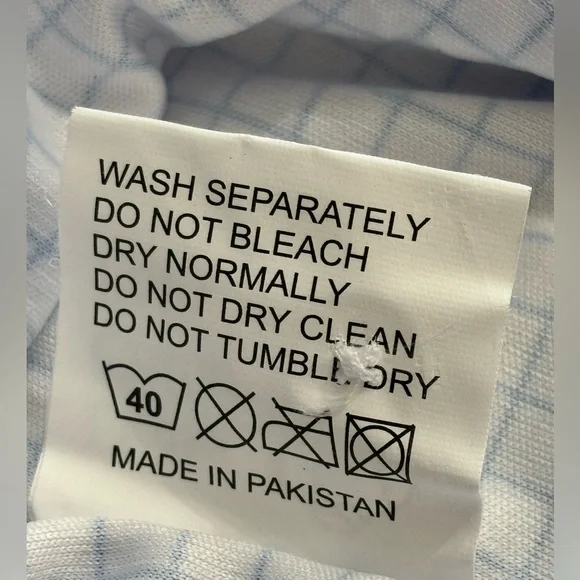 WASH SEPARATELY
DO NOT BLEACH
DRY NORMALLY
DO NOT DRY CLEAN
DO NOT TUMBLE DRY
40
MADE IN PAKISTAN